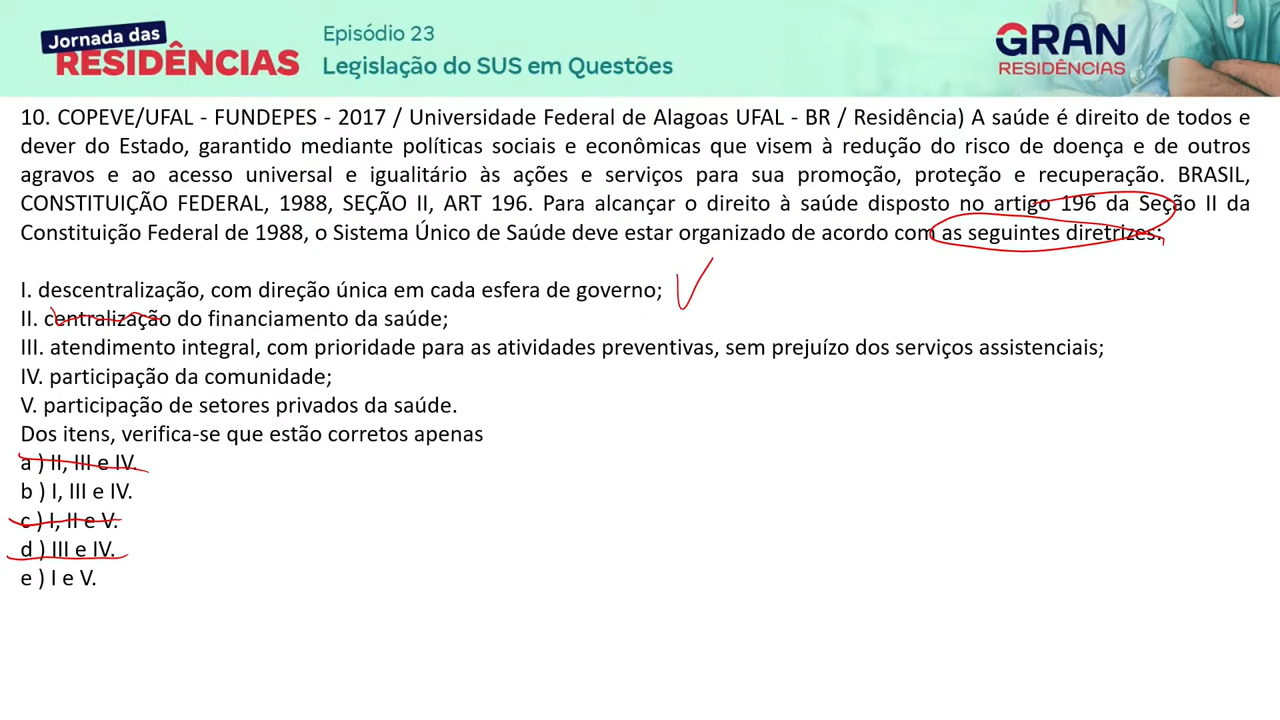 Jornada das
RESIDÊNCIAS
Episódio 23
Legislação do SUS em Questões
GRAN
RESIDÊNCIAS
10. COPEVE/UFAL - FUNDEPES - 2017 / Universidade Federal de Alagoas UFAL - BR / Residência) A saúde é direito de todos e
dever do Estado, garantido mediante políticas sociais e econômicas que visem à redução do risco de doença e de outros
agravos e ao acesso universal e igualitário às ações e serviços para sua promoção, proteção e recuperação. BRASIL,
CONSTITUIÇÃO FEDERAL, 1988, SEÇÃO II, ART 196. Para alcançar o direito à saúde disposto no artigo 196 da Seção II da
Constituição Federal de 1988, o Sistema Único de Saúde deve estar organizado de acordo com as seguintes diretrizes:
I. descentralização, com direção única em cada esfera de governo;
II. centralização do financiamento da saúde;
III. atendimento integral, com prioridade para as atividades preventivas, sem prejuízo dos serviços assistenciais;
IV. participação da comunidade;
V. participação de setores privados da saúde.
Dos itens, verifica-se que estão corretos apenas
a ) II, III e IV.
b ) I, III e IV.
c ) I, II e V.
d ) III e IV.
e ) I e V.